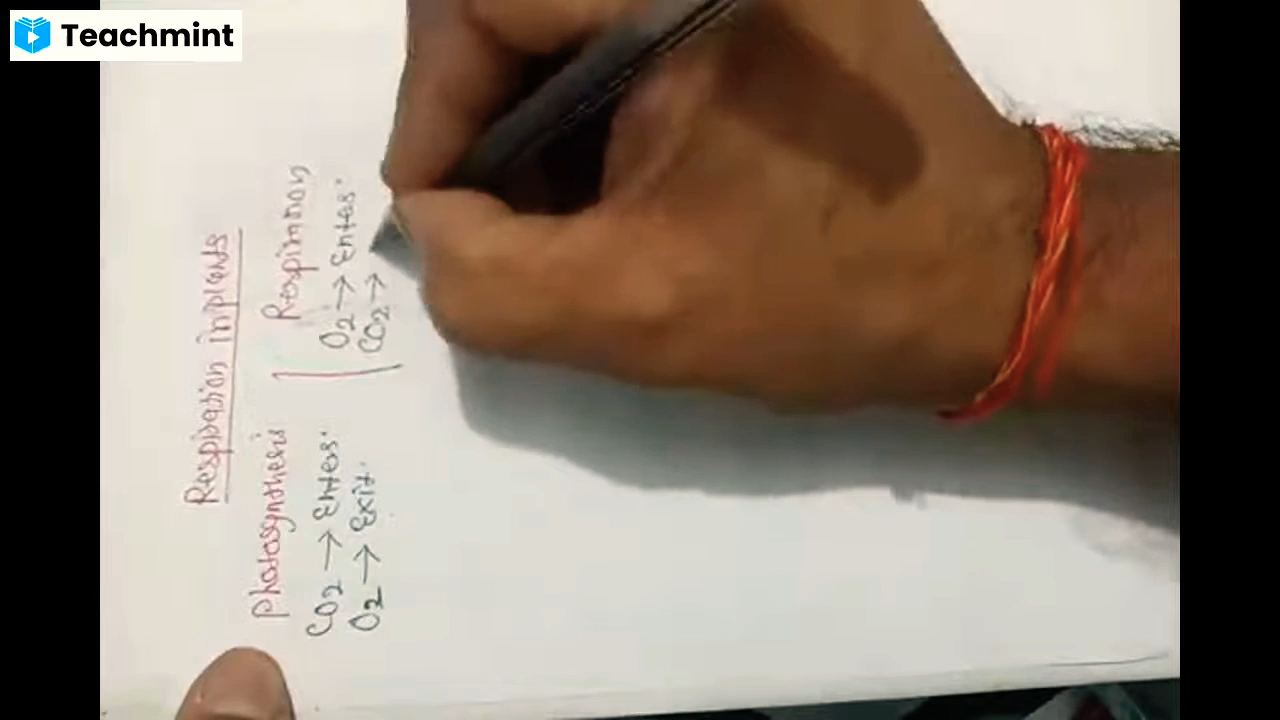 Teachmint
Respiration in plants
Photosynthesis
CO2 → Enters.
O2 → Exit.
Respiration
O2 → Enters.
CO2 →